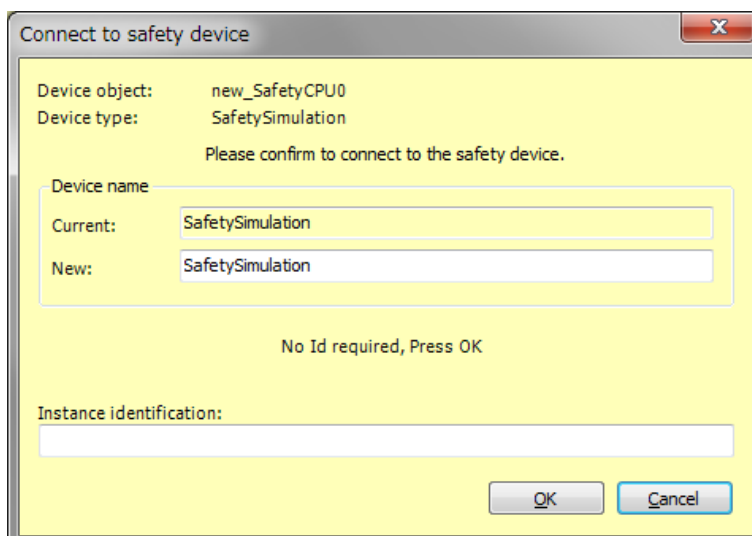 Connect to safety device
X
Device object: new_SafetyCPU0
Device type: SafetySimulation
Please confirm to connect to the safety device.
Device name
Current: SafetySimulation
New: SafetySimulation
No Id required, Press OK
Instance identification:
OK Cancel